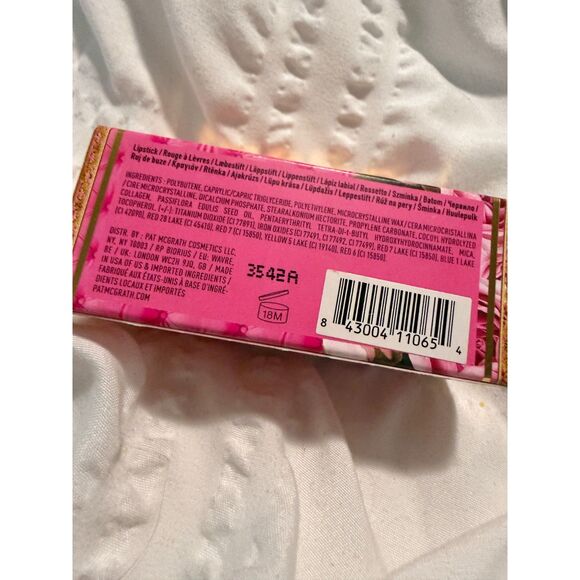 Lipstick / Rouge à Lèvres / Læbestift / Läppstift / Lippenstift / Lápiz labial / Rossetto / Szminka / Batom / Червило /
Ruj de buze / Κραγιόν / Rtěnka / Ajakrúzs / Lūpu krāsa / Lūpdažis / Leppestift / Rúž na pery / Šminka / Huulepulk
INGREDIENTS : POLYBUTENE, CAPRYLIC/CAPRIC TRIGLYCERIDE, POLYETHYLENE, MICROCRYSTALLINE WAX / CERA MICROCRISTALLINA
/ CIRE MICROCRYSTALLINE, DICALCIUM PHOSPHATE, STEARALKONIUM HECTORITE, PROPYLENE CARBONATE, COCOYL HYDROLYZED
COLLAGEN, PASSIFLORA EDULIS SEED OIL, PENTAERYTHRITYL TETRA-DI-t-BUTYL HYDROXYHYDROCINNAMATE, MICA,
TOCOPHEROL. (+/-): TITANIUM DIOXIDE (CI 77891), IRON OXIDES (CI 77491, CI 77492, CI 77499), RED 7 LAKE (CI 15850), BLUE 1 LAKE
(CI 42090), RED 28 LAKE (CI 45410), RED 7 (CI 15850), YELLOW 6 LAKE (CI 19140), RED 6 (CI 15850).
DISTR. BY : PAT McGRATH COSMETICS LLC,
NY, NY 10003 / RP BIORIUS / EU: WAVRE,
BE / UK: LONDON WC2H 9JQ, GB / MADE
IN USA OF US & IMPORTED INGREDIENTS /
FABRIQUÉ AUX ÉTATS-UNIS À BASE D'INGRÉ-
DIENTS LOCAUX ET IMPORTÉS
PATMCGRATH.COM
3542A
18M
8 43004 11065 4